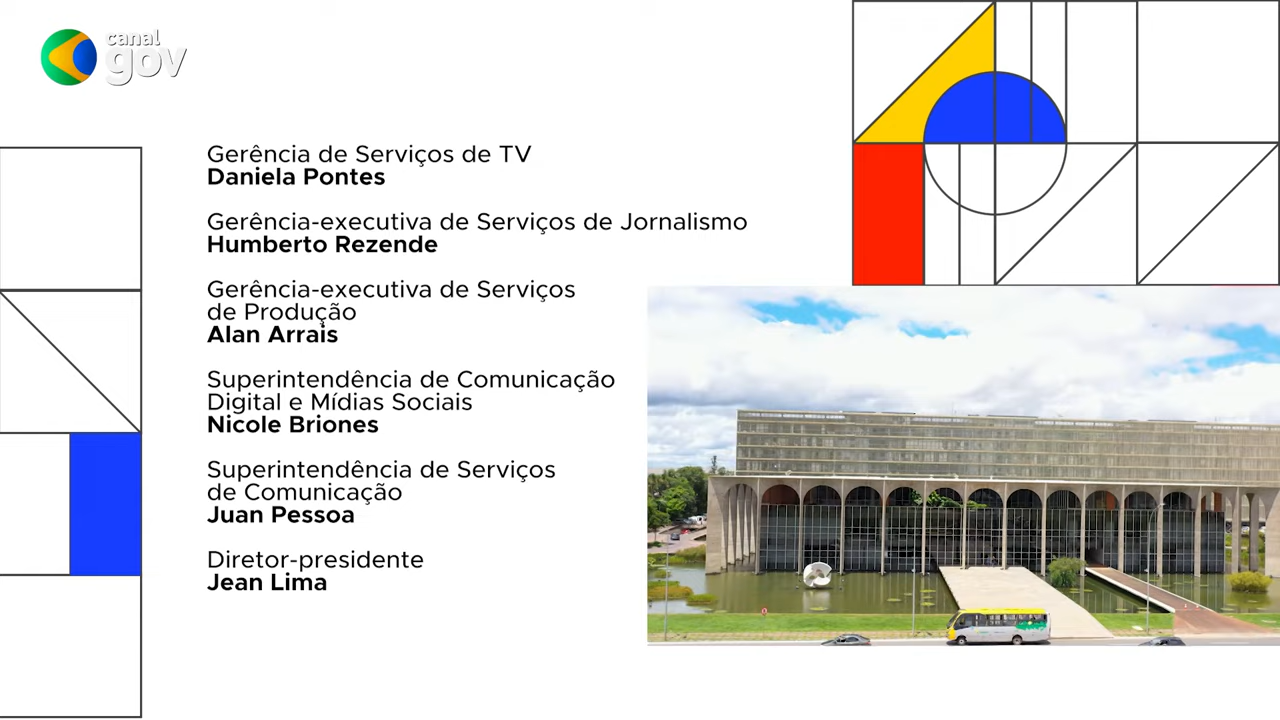 canal
gov
Gerência de Serviços de TV
Daniela Pontes
Gerência-executiva de Serviços de Jornalismo
Humberto Rezende
Gerência-executiva de Serviços
de Produção
Alan Arrais
Superintendência de Comunicação
Digital e Mídias Sociais
Nicole Briones
Superintendência de Serviços
de Comunicação
Juan Pessoa
Diretor-presidente
Jean Lima